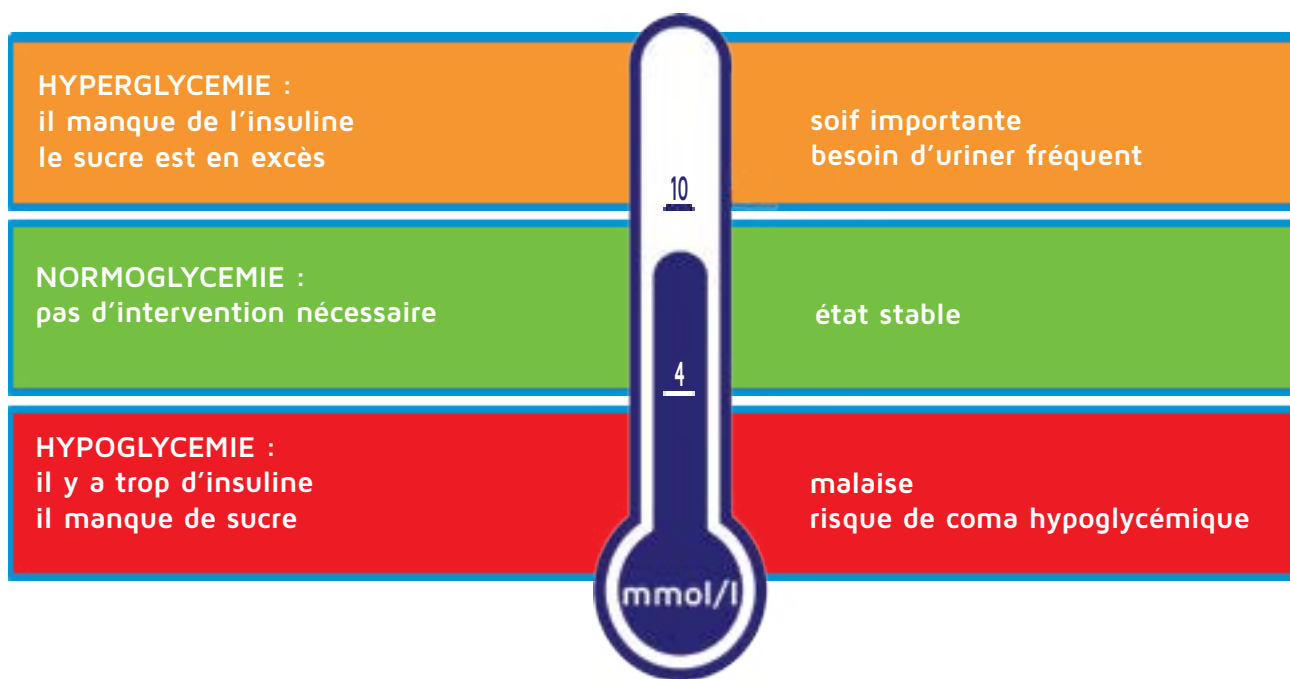 HYPERGLYCEMIE :
il manque de l'insuline
le sucre est en excès
soif importante
besoin d'uriner fréquent
10
NORMOGLYCEMIE :
pas d'intervention nécessaire
état stable
4
HYPOGLYCEMIE :
il y a trop d'insuline
il manque de sucre
malaise
risque de coma hypoglycémique
mmol/l